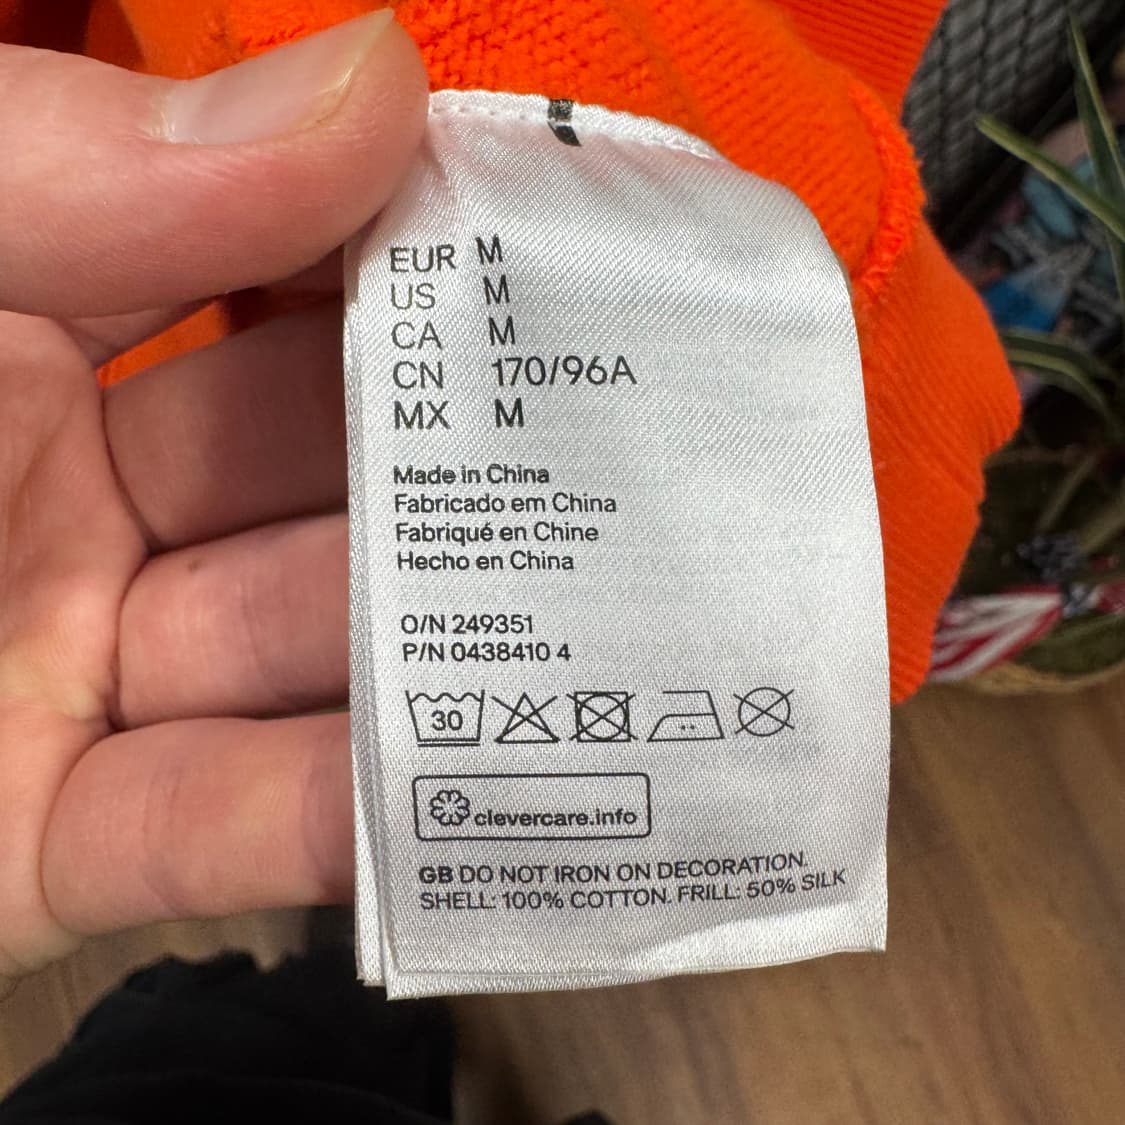 EUR M
US M
CA M
CN 170/96A
MX M
Made in China
Fabricado em China
Fabriqué en Chine
Hecho en China
O/N 249351
P/N 0438410 4
30
clevercare.info
GB DO NOT IRON ON DECORATION.
SHELL: 100% COTTON. FRILL: 50% SILK